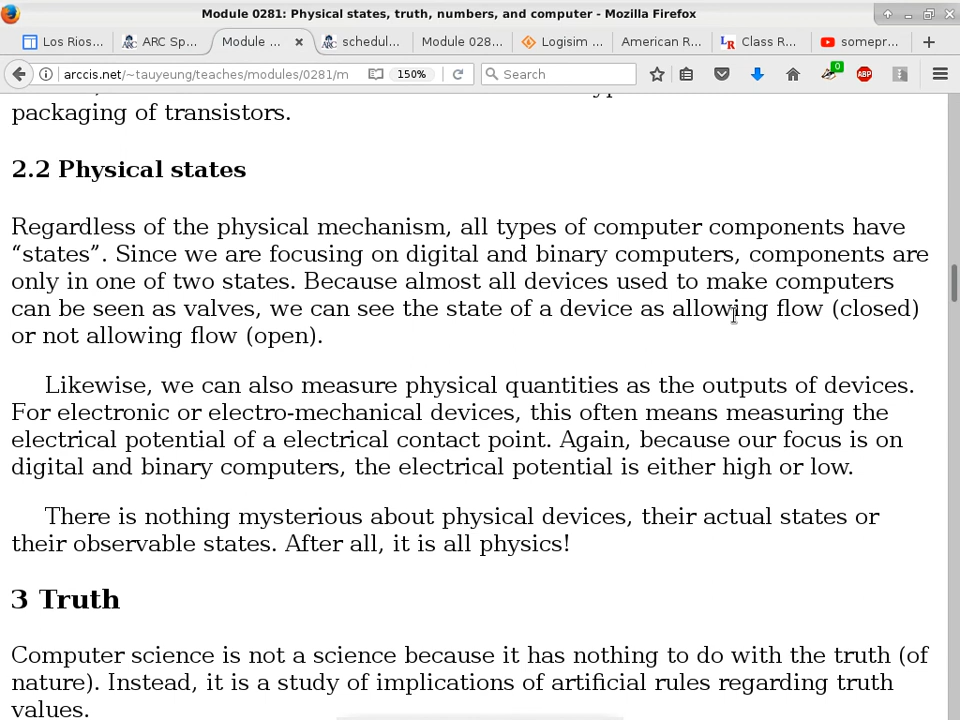 Module 0281: Physical states, truth, numbers, and computer - Mozilla Firefox
Los Rios... ARC Sp... Module ... schedul... Module 028... Logisim ... American R... Class R... somepr...
arccis.net/~tauyeung/teaches/modules/0281/m 150% Search 0 ABP
packaging of transistors.
2.2 Physical states
Regardless of the physical mechanism, all types of computer components have
“states”. Since we are focusing on digital and binary computers, components are
only in one of two states. Because almost all devices used to make computers
can be seen as valves, we can see the state of a device as allowing flow (closed)
or not allowing flow (open).
Likewise, we can also measure physical quantities as the outputs of devices.
For electronic or electro-mechanical devices, this often means measuring the
electrical potential of a electrical contact point. Again, because our focus is on
digital and binary computers, the electrical potential is either high or low.
There is nothing mysterious about physical devices, their actual states or
their observable states. After all, it is all physics!
3 Truth
Computer science is not a science because it has nothing to do with the truth (of
nature). Instead, it is a study of implications of artificial rules regarding truth
values.